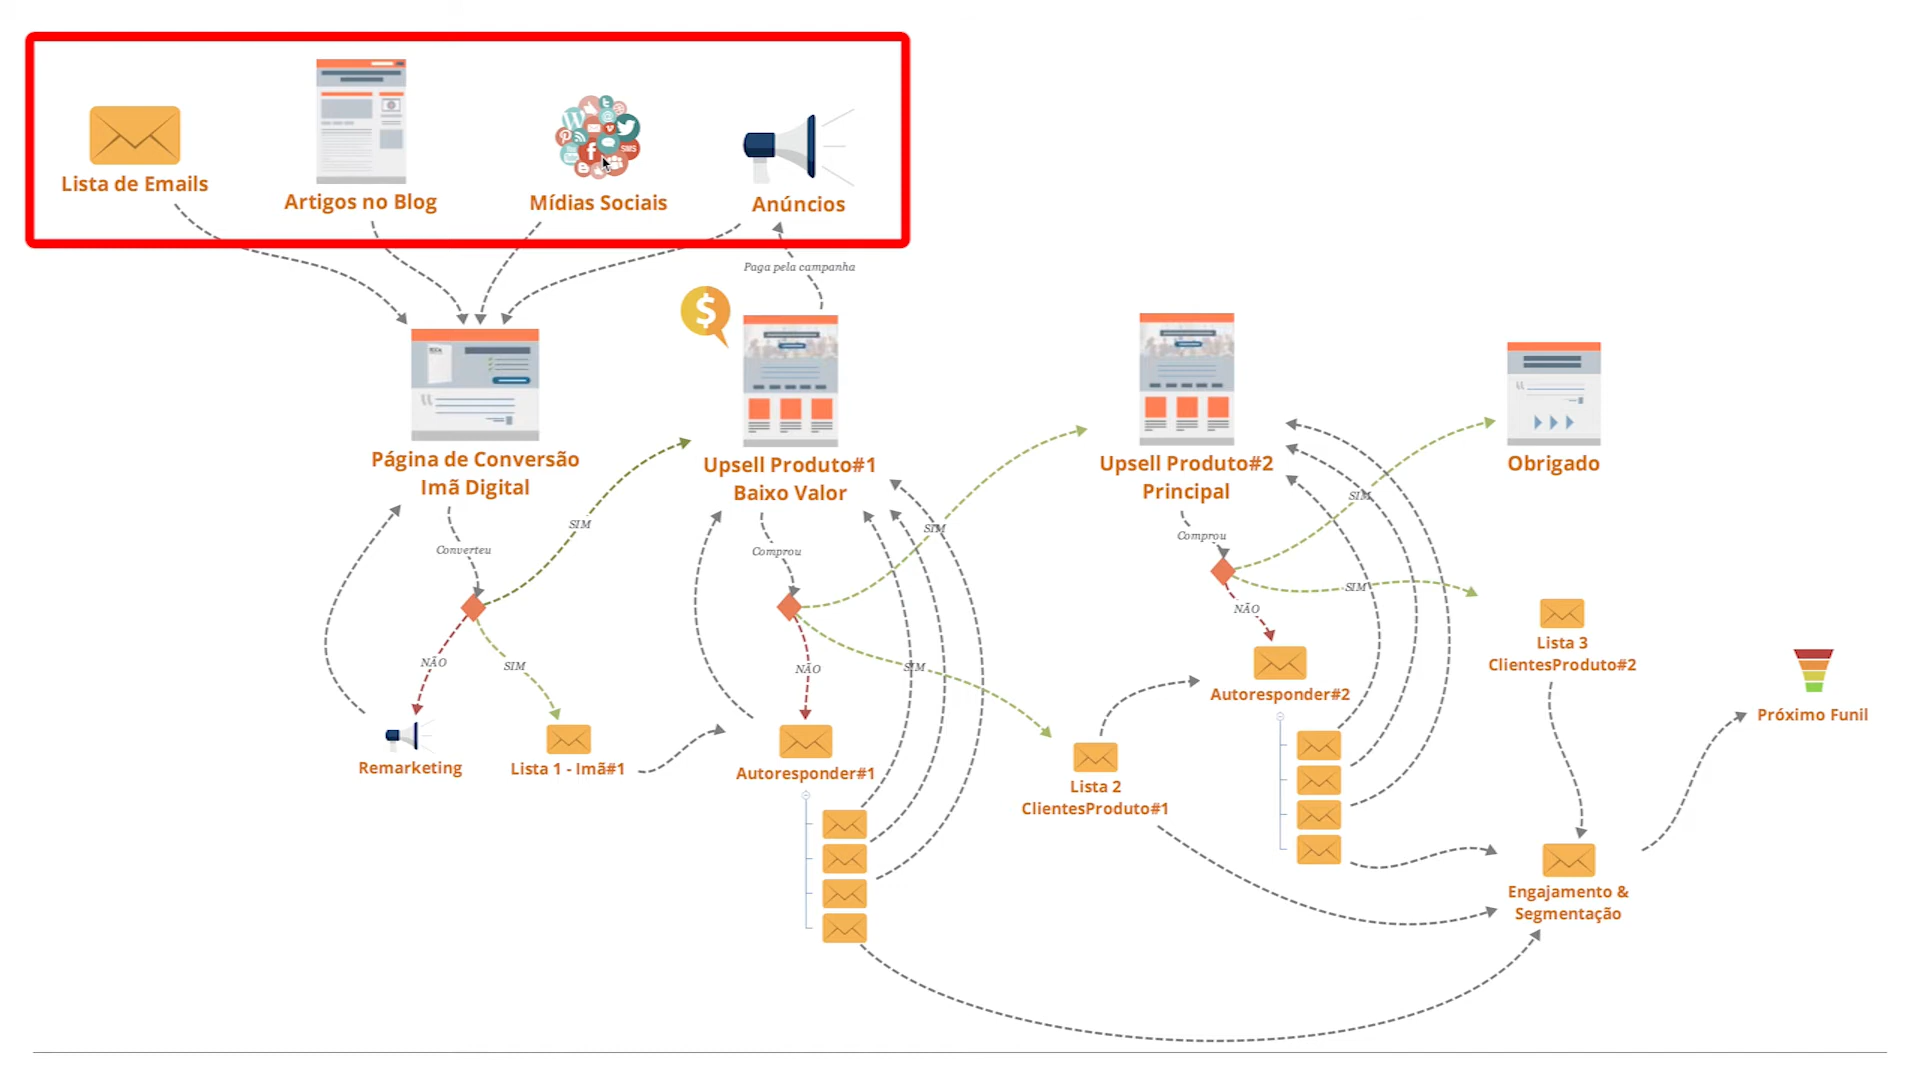 Lista de Emails
Artigos no Blog
Mídias Sociais
Anúncios
Paga pela campanha
$
Página de Conversão
Imã Digital
Upsell Produto#1
Baixo Valor
Upsell Produto#2
Principal
Obrigado
Converteu
SIM
Comprou
SIM
Comprou
SIM
SIM
NÃO
NÃO
SIM
NÃO
SIM
Remarketing
Lista 1 - Imã#1
Autoresponder#1
Lista 2
ClientesProduto#1
Autoresponder#2
Lista 3
ClientesProduto#2
Próximo Funil
Engajamento &
Segmentação